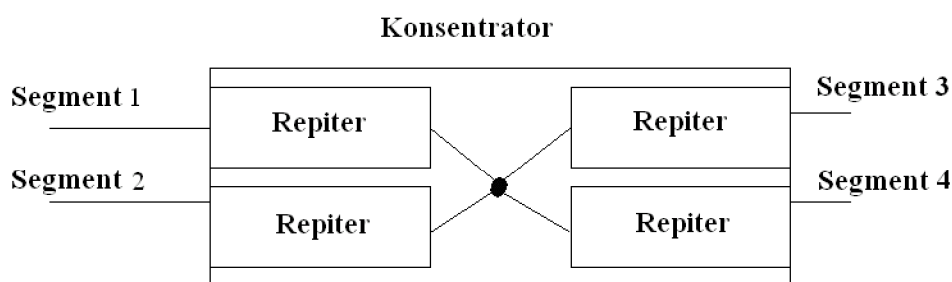 Konsentrator
Segment 1
Repiter
Repiter
Segment 3
Segment 2
Repiter
Repiter
Segment 4